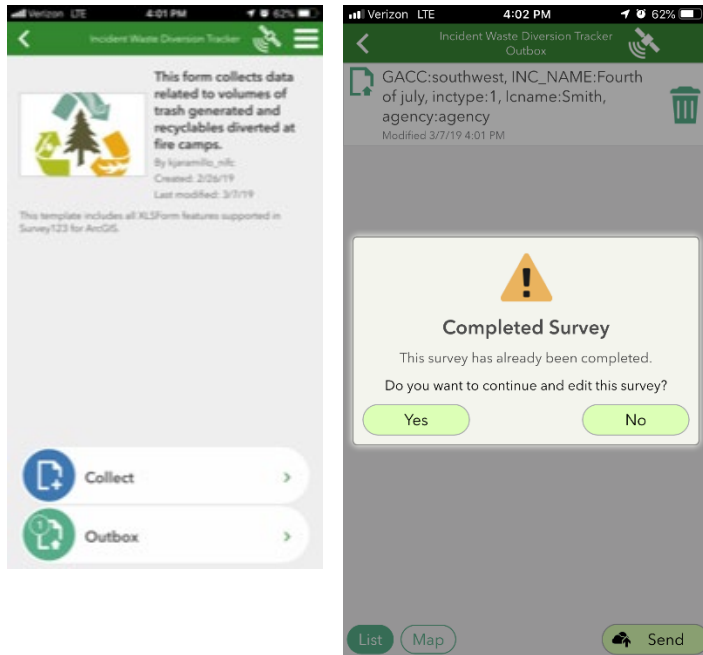 Verizon LTE 4:01 PM 62%
Incident Waste Diversion Tracker
This form collects data
related to volumes of
trash generated and
recyclables diverted at
fire camps.
By kjaramillo_nifc
Created: 2/26/19
Last modified: 3/7/19
This template includes all XLSForm features supported in
Survey123 for ArcGIS.
Collect
1
Outbox
Verizon LTE 4:02 PM 62%
Incident Waste Diversion Tracker
Outbox
GACC:southwest, INC_NAME:Fourth
of july, inctype:1, Icname:Smith,
agency:agency
Modified 3/7/19 4:01 PM
Completed Survey
This survey has already been completed.
Do you want to continue and edit this survey?
Yes No
List Map Send